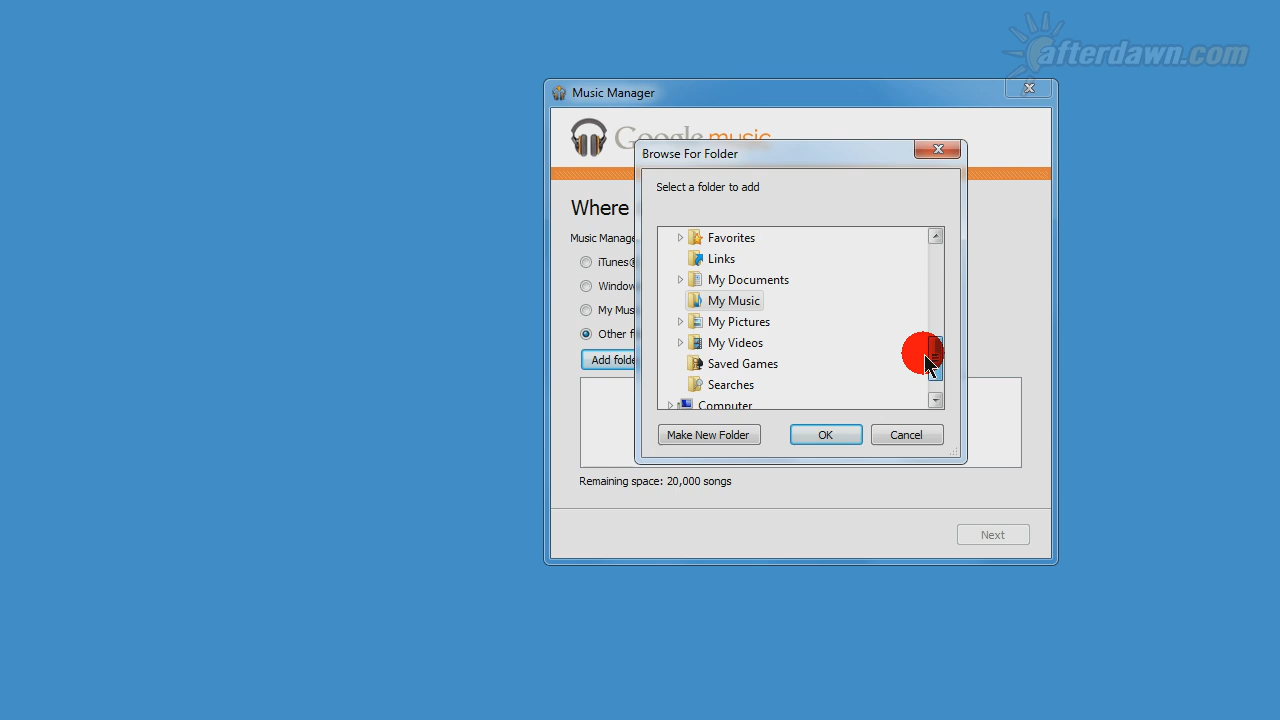 afterdawn.com
Music Manager
Google music
Browse For Folder
Select a folder to add
Where
Music Manage
iTunes®
Window
My Mus
Other f
Add folde
Favorites
Links
My Documents
My Music
My Pictures
My Videos
Saved Games
Searches
Computer
Make New Folder
OK
Cancel
Remaining space: 20,000 songs
Next